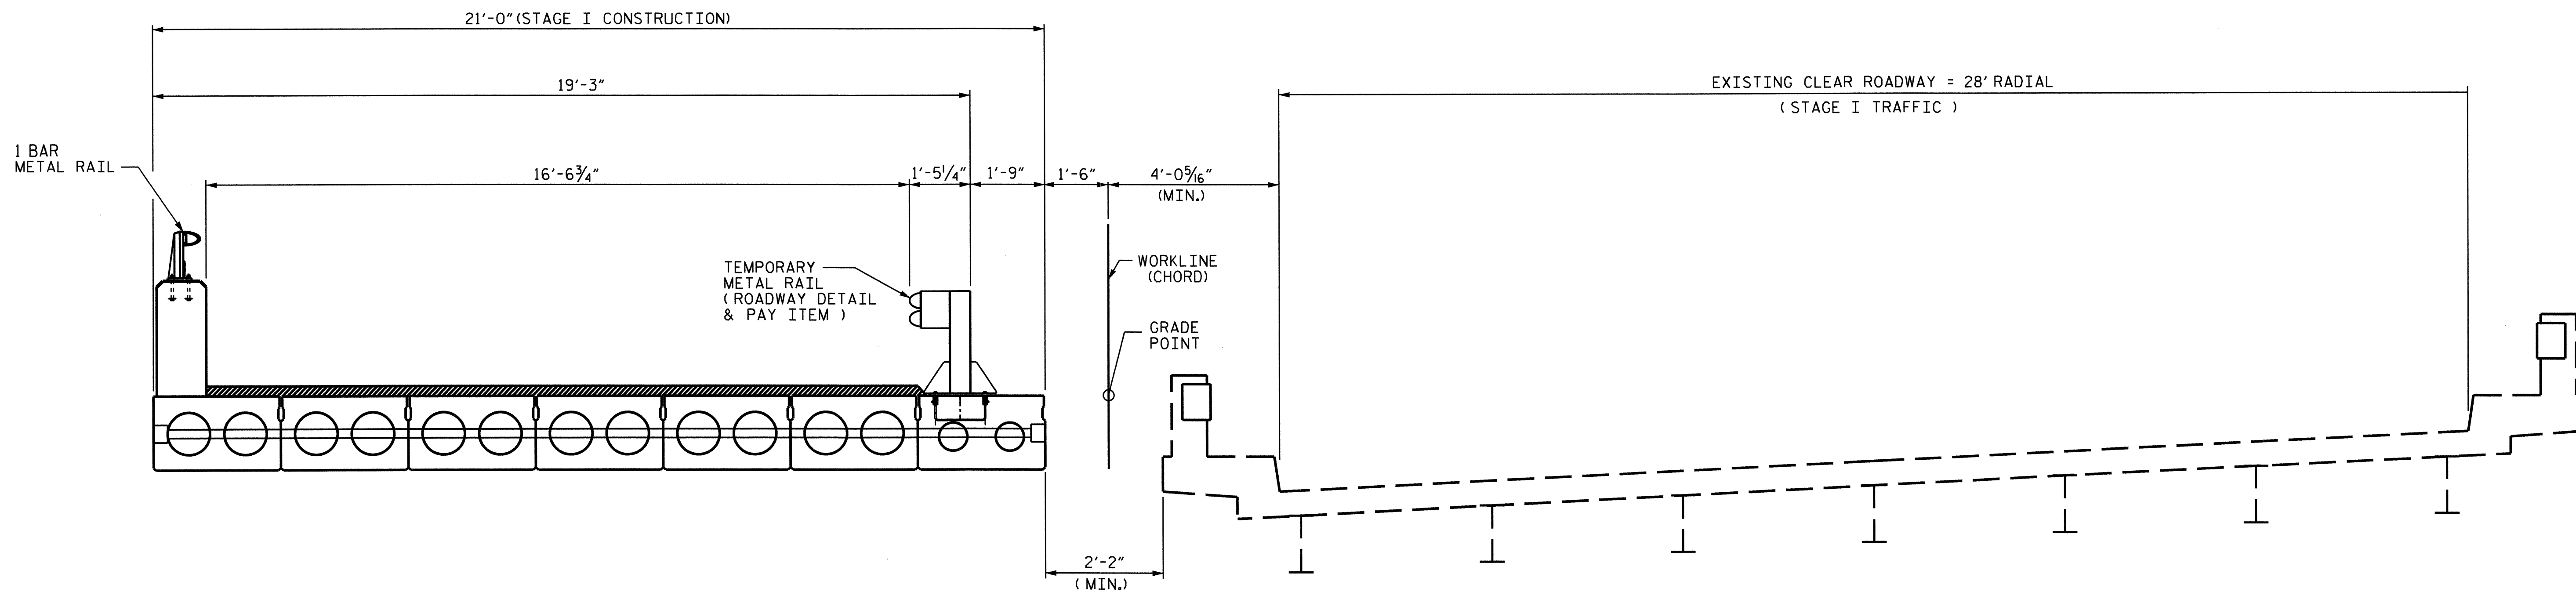 21'-0" (STAGE I CONSTRUCTION)
19'-3"
EXISTING CLEAR ROADWAY = 28' RADIAL
( STAGE I TRAFFIC )
1 BAR
METAL RAIL
16'-6¾"
1'-5¼"
1'-9"
1'-6"
4'-0 5/16"
(MIN.)
TEMPORARY
METAL RAIL
( ROADWAY DETAIL
& PAY ITEM )
WORKLINE
(CHORD)
GRADE
POINT
2'-2"
( MIN.)